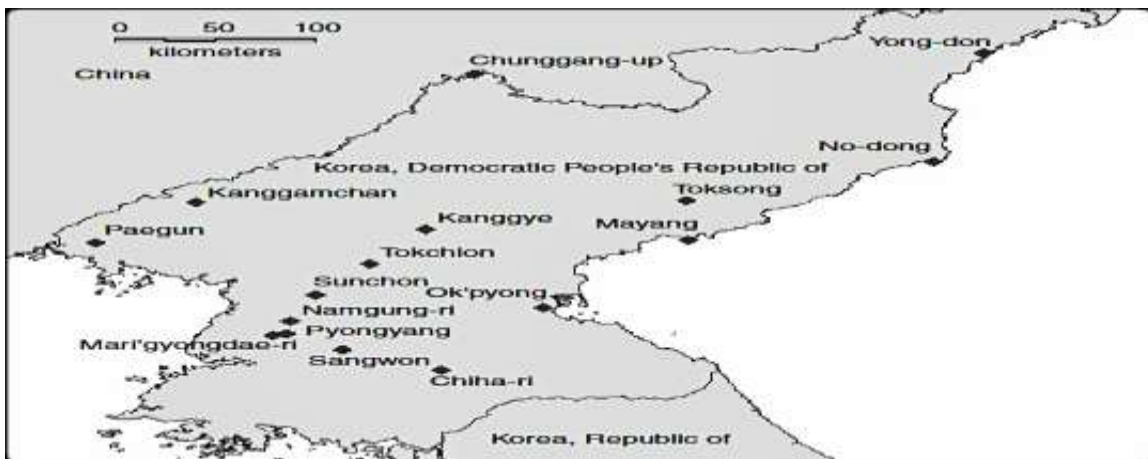 0 50 100
kilometers
China
Chunggang-up
Yong-don
No-dong
Korea, Democratic People's Republic of
Kanggamchan
Toksong
Kanggye
Mayang
Paegun
Tokchion
Sunchon
Ok'pyong
Namgung-ri
Pyongyang
Mari'gyongdae-ri
Sangwon
Chiha-ri
Korea, Republic of